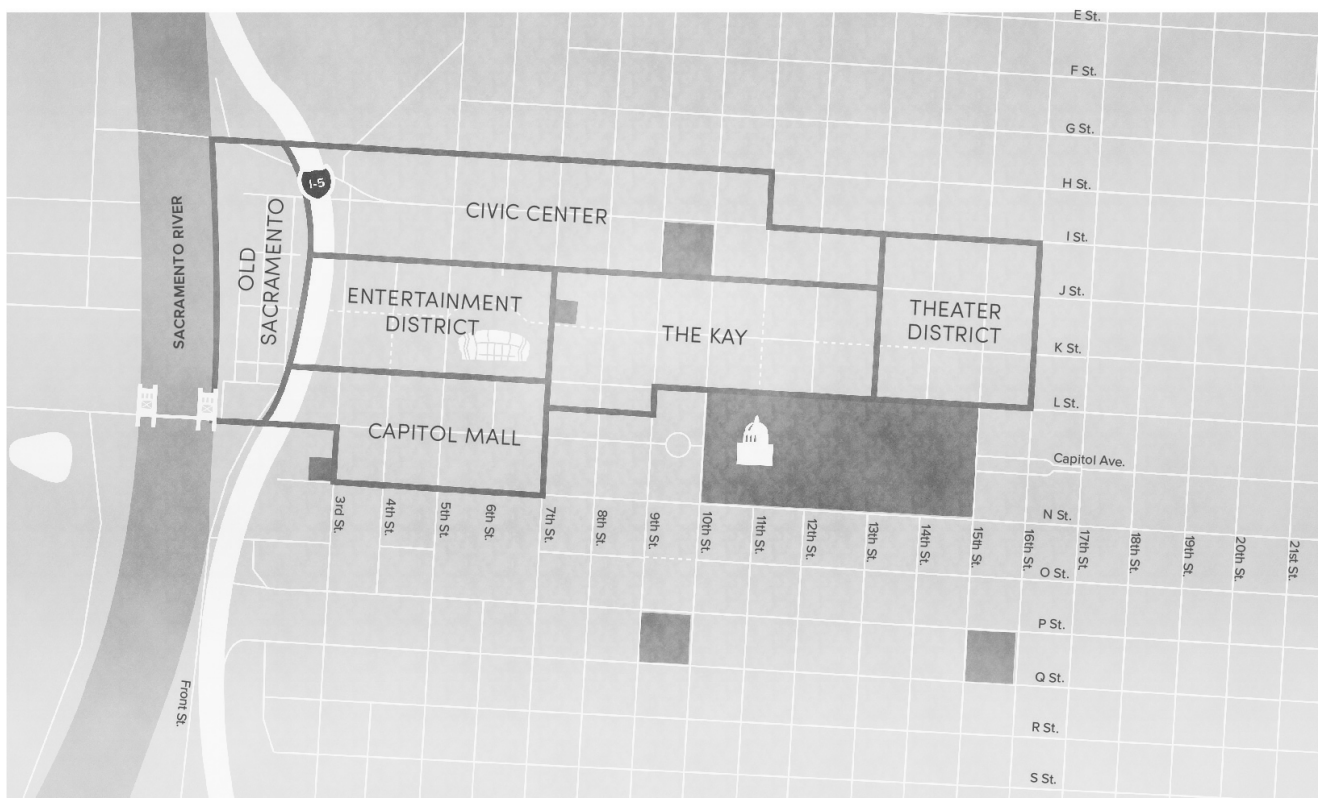 E St.
F St.
G St.
H St.
I St.
J St.
K St.
L St.
Capitol Ave.
N St.
O St.
P St.
Q St.
R St.
S St.
I-5
CIVIC CENTER
SACRAMENTO RIVER
OLD
SACRAMENTO
ENTERTAINMENT
DISTRICT
THE KAY
THEATER
DISTRICT
CAPITOL MALL
3rd St.
4th St.
5th St.
6th St.
7th St.
8th St.
9th St.
10th St.
11th St.
12th St.
13th St.
14th St.
15th St.
16th St.
17th St.
18th St.
19th St.
20th St.
21st St.
Front St.